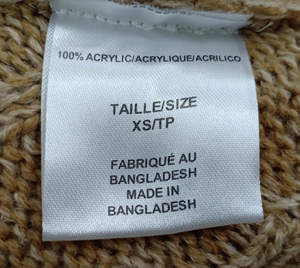 100% ACRYLIC/ACRYLIQUE/ACRILICO
TAILLE/SIZE
XS/TP
FABRIQUÉ AU
BANGLADESH
MADE IN
BANGLADESH